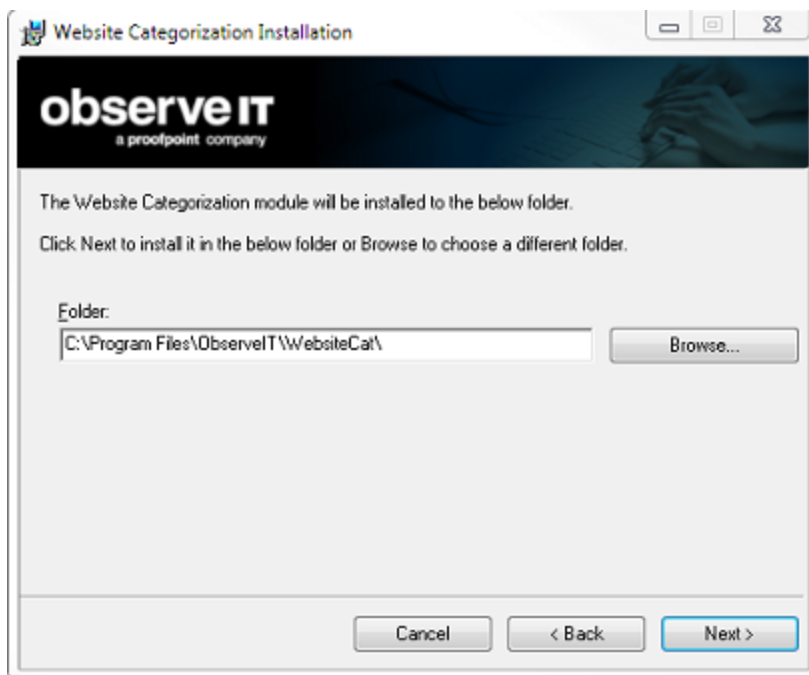 Website Categorization Installation
observeIT
a proofpoint company
The Website Categorization module will be installed to the below folder.
Click Next to install it in the below folder or Browse to choose a different folder.
Folder:
C:\Program Files\ObserveIT\WebsiteCat\
Browse...
Cancel
< Back
Next >